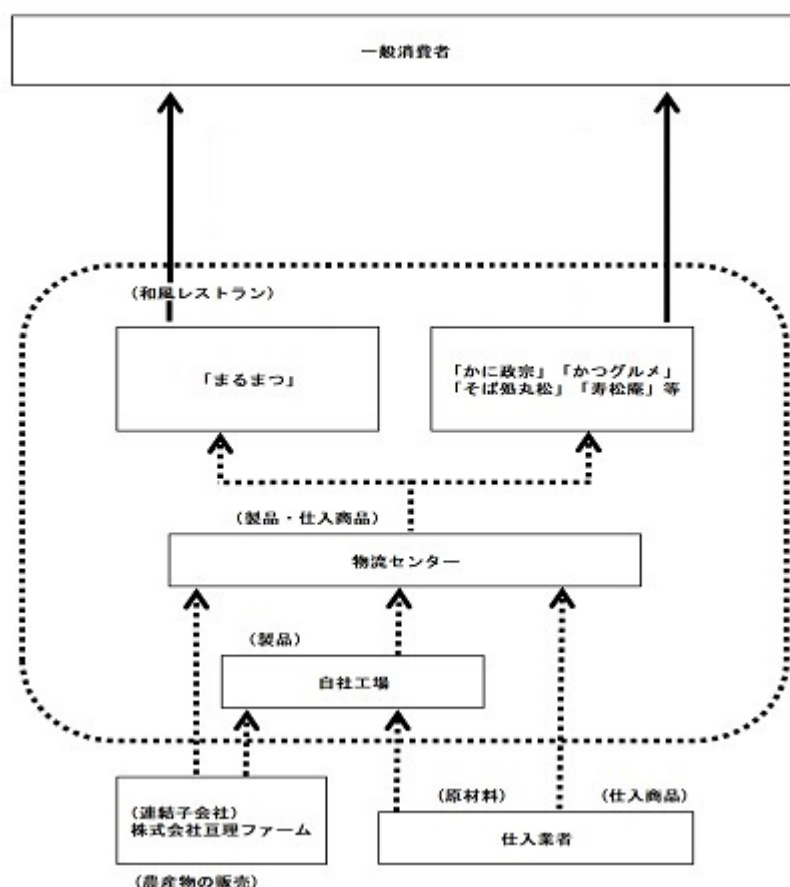 一般消費者
(和風レストラン)
「まるまつ」
「かに政宗」「かつグルメ」
「そば処丸松」「寿松庵」等
(製品・仕入商品)
物流センター
(製品)
自社工場
(連結子会社)
株式会社亘理ファーム
(原材料)
(仕入商品)
仕入業者
(農産物の販売)